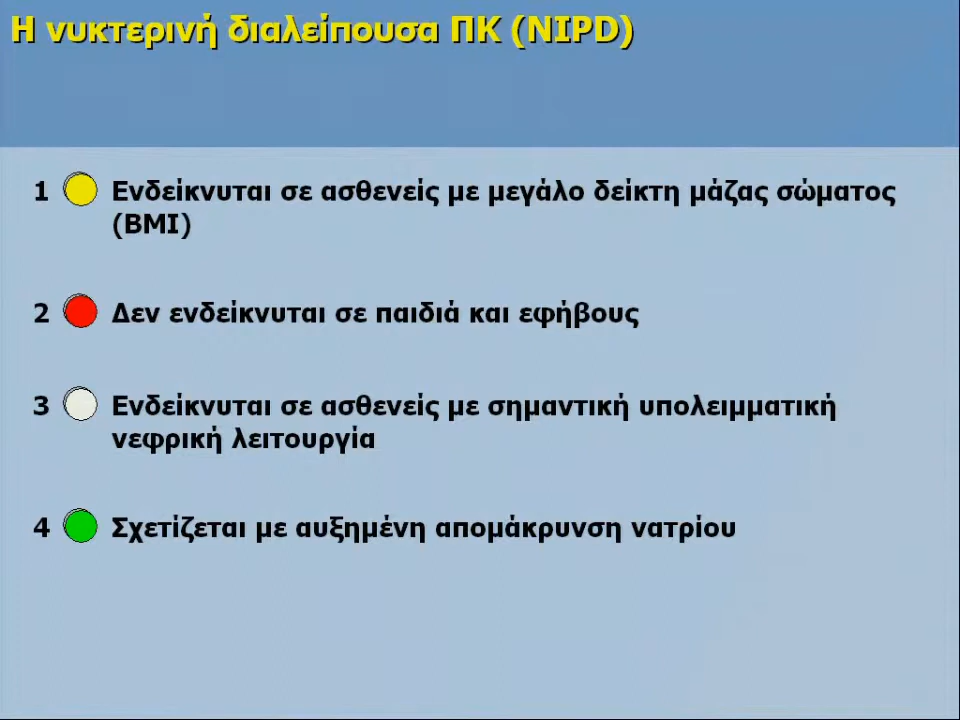 Η νυκτερινή διαλείπουσα ΠΚ (NIPD)
1 Ενδείκνυται σε ασθενείς με μεγάλο δείκτη μάζας σώματος
(BMI)
2 Δεν ενδείκνυται σε παιδιά και εφήβους
3 Ενδείκνυται σε ασθενείς με σημαντική υπολειμματική
νεφρική λειτουργία
4 Σχετίζεται με αυξημένη απομάκρυνση νατρίου